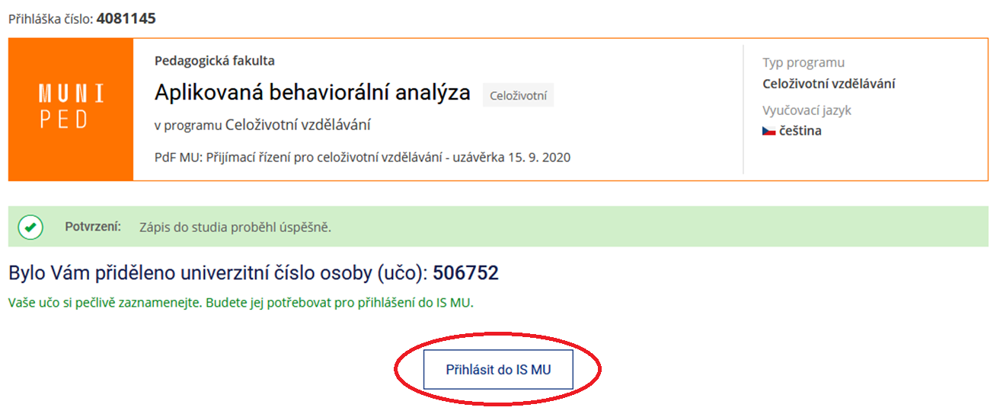 Přihláška číslo: 4081145
MUNI
PED
Pedagogická fakulta
Aplikovaná behaviorální analýza Celoživotní
v programu Celoživotní vzdělávání
PdF MU: Přijímací řízení pro celoživotní vzdělávání - uzávěrka 15. 9. 2020
Typ programu
Celoživotní vzdělávání
Vyučovací jazyk
čeština
Potvrzení: Zápis do studia proběhl úspěšně.
Bylo Vám přiděleno univerzitní číslo osoby (učo): 506752
Vaše učo si pečlivě zaznamenejte. Budete jej potřebovat pro přihlášení do IS MU.
Přihlásit do IS MU